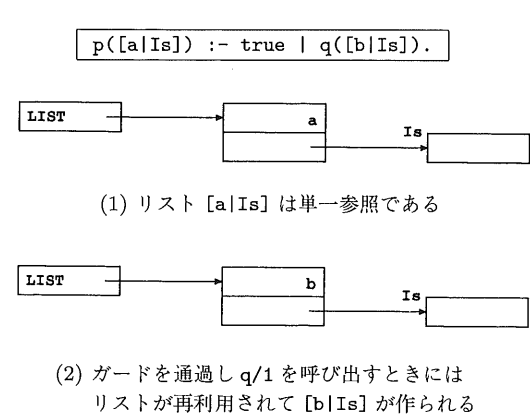 p([a|Is]) :- true | q([b|Is]).
LIST
a
Is
(1) リスト [a|Is] は単一参照である
LIST
b
Is
(2) ガードを通過し q/1 を呼び出すときには
リストが再利用されて [b|Is] が作られる